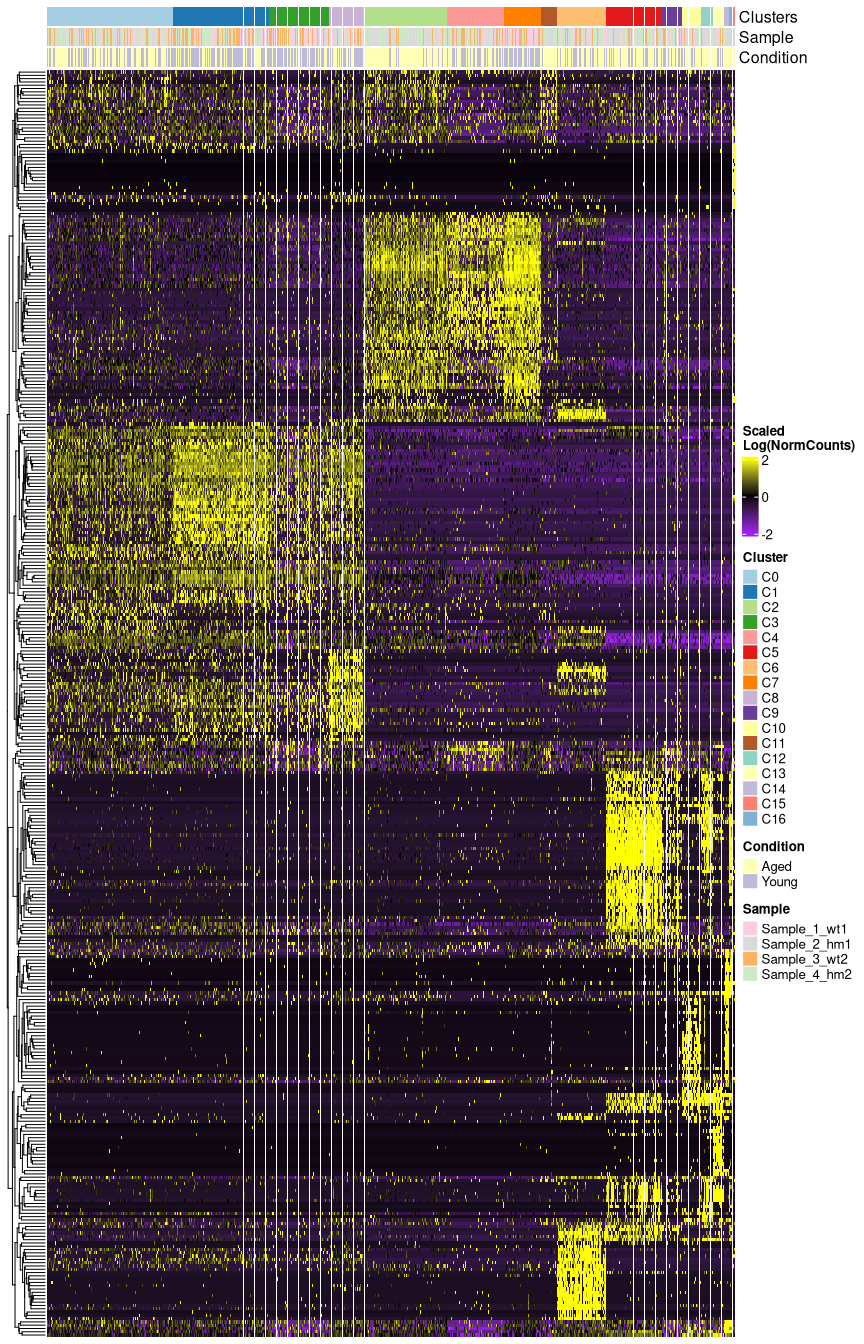 Clusters
Sample
Condition
Scaled
Log(NormCounts)
2
0
-2
Cluster
C0
C1
C2
C3
C4
C5
C6
C7
C8
C9
C10
C11
C12
C13
C14
C15
C16
Condition
Aged
Young
Sample
Sample_1_wt1
Sample_2_hm1
Sample_3_wt2
Sample_4_hm2